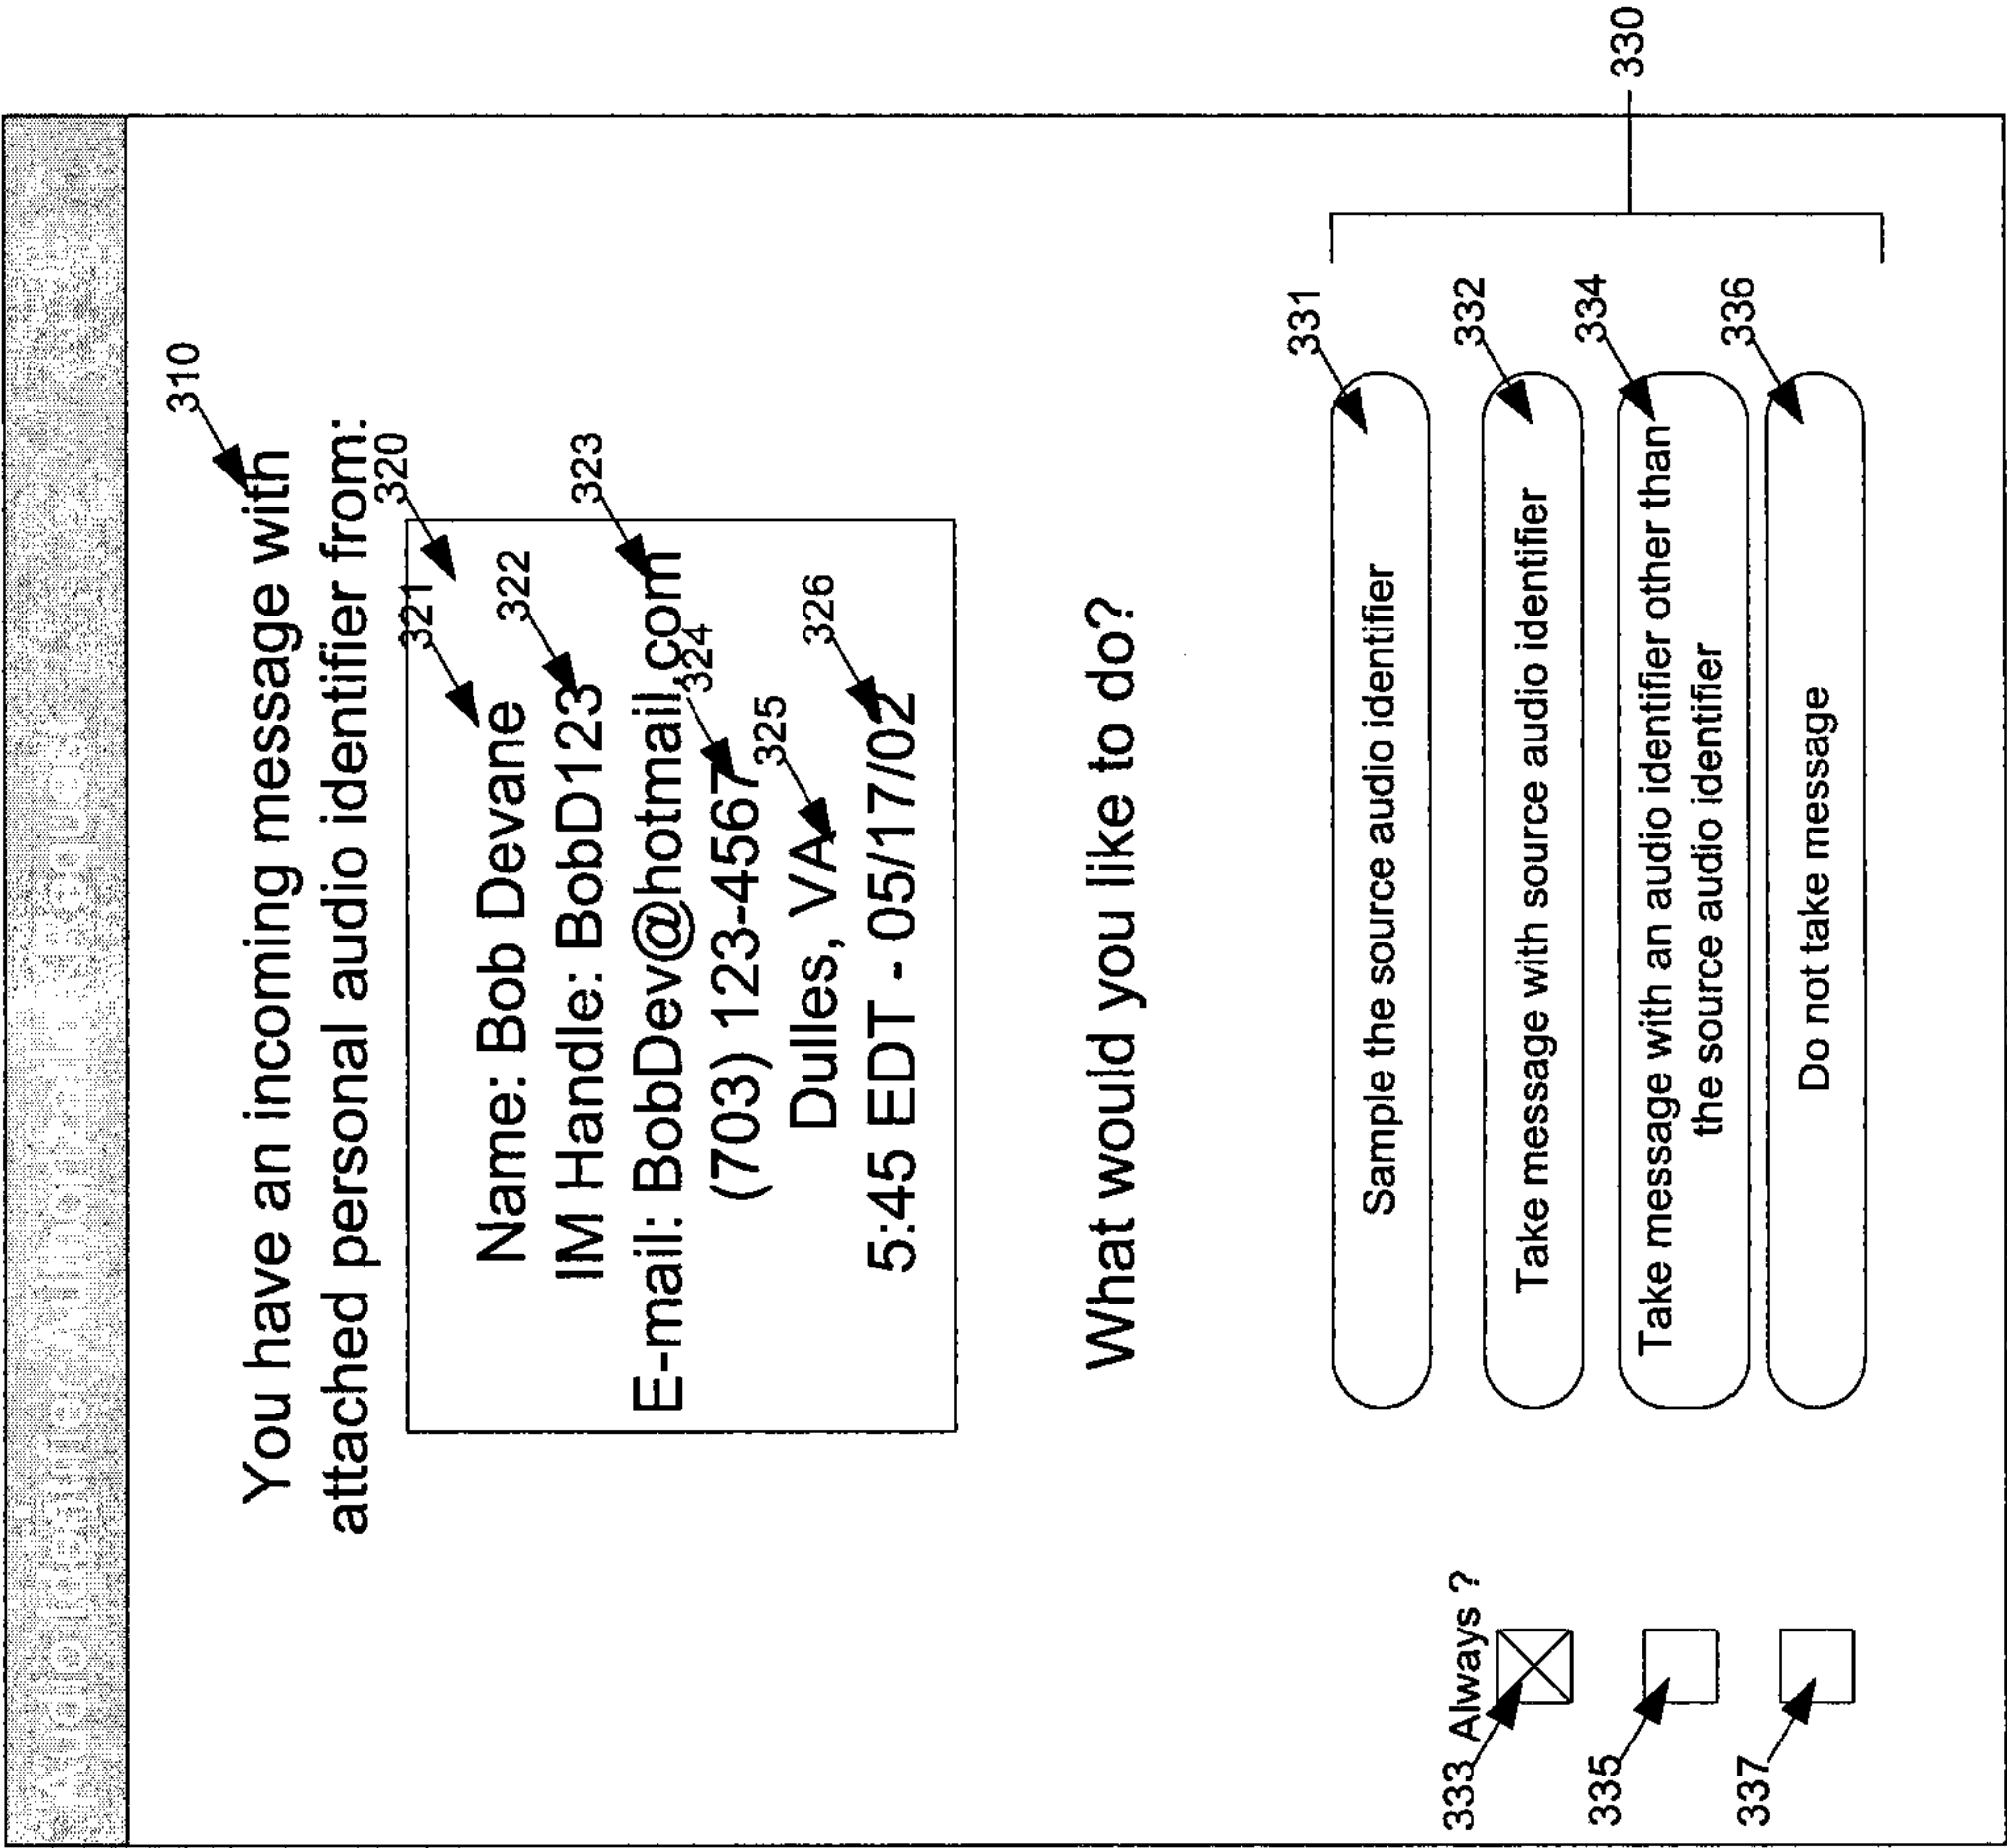 Audio Identifier Win
310
You have an incoming message with
attached personal audio identifier from:
320
321
Name: Bob Devane
322
IM Handle: BobD123
323
E-mail: BobDev@hotmail.com
324
(703) 123-4567
325
Dulles, VA
326
5:45 EDT - 05/17/02
What would you like to do?
330
331
Sample the source audio identifier
Always ?
332
333
Take message with source audio identifier
334
335
Take message with an audio identifier other than
the source audio identifier
336
337
Do not take message